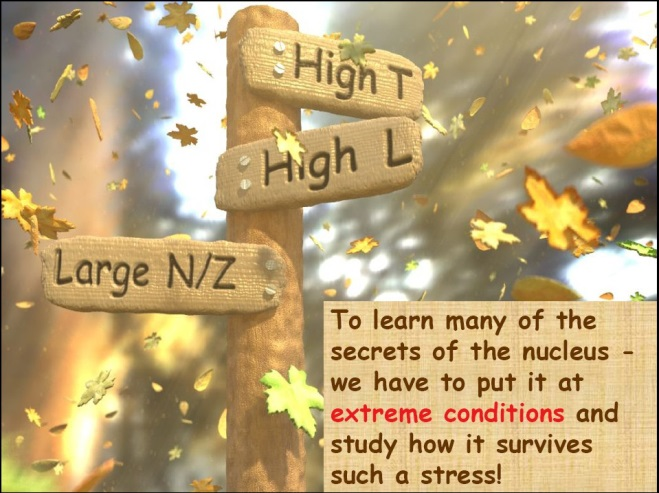 High T
High L
Large N/Z
To learn many of the
secrets of the nucleus -
we have to put it at
extreme conditions and
study how it survives
such a stress!